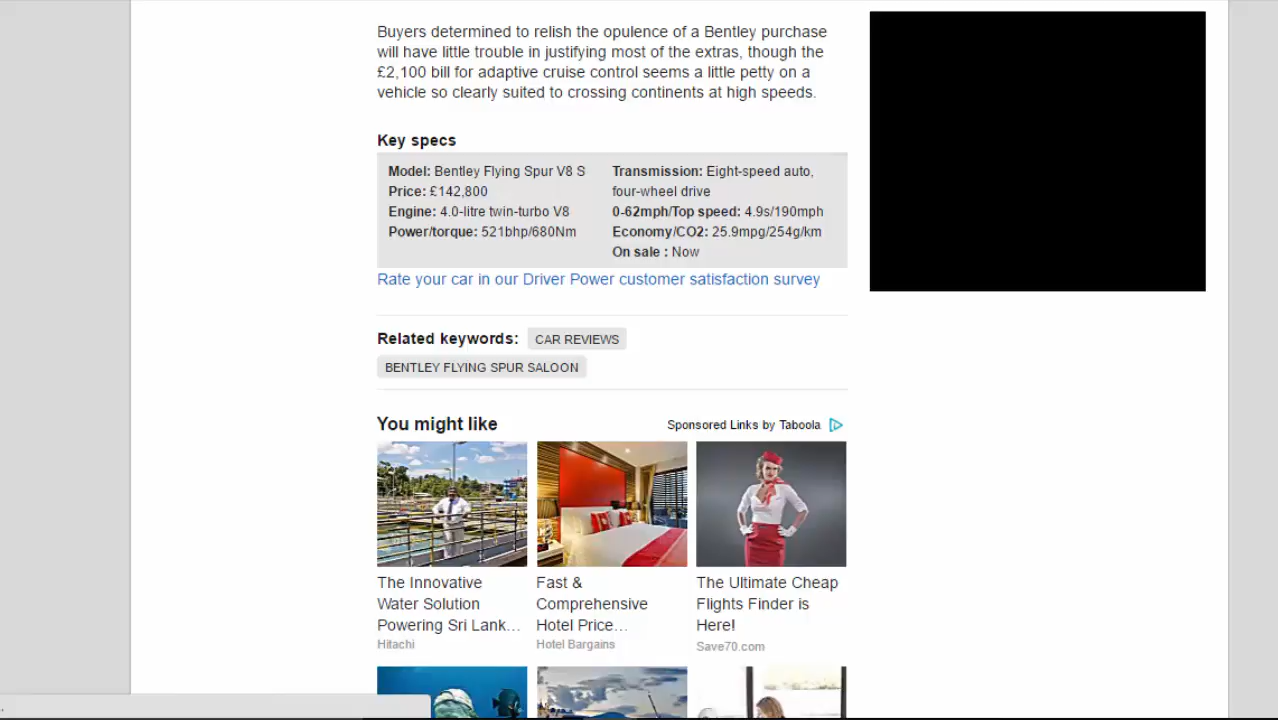 Buyers determined to relish the opulence of a Bentley purchase
will have little trouble in justifying most of the extras, though the
£2,100 bill for adaptive cruise control seems a little petty on a
vehicle so clearly suited to crossing continents at high speeds.
Key specs
Model: Bentley Flying Spur V8 S
Price: £142,800
Engine: 4.0-litre twin-turbo V8
Power/torque: 521bhp/680Nm
Transmission: Eight-speed auto,
four-wheel drive
0-62mph/Top speed: 4.9s/190mph
Economy/CO2: 25.9mpg/254g/km
On sale : Now
Rate your car in our Driver Power customer satisfaction survey
Related keywords: CAR REVIEWS
BENTLEY FLYING SPUR SALOON
You might like Sponsored Links by Taboola
The Innovative
Water Solution
Powering Sri Lank...
Hitachi
Fast &
Comprehensive
Hotel Price...
Hotel Bargains
The Ultimate Cheap
Flights Finder is
Here!
Save70.com